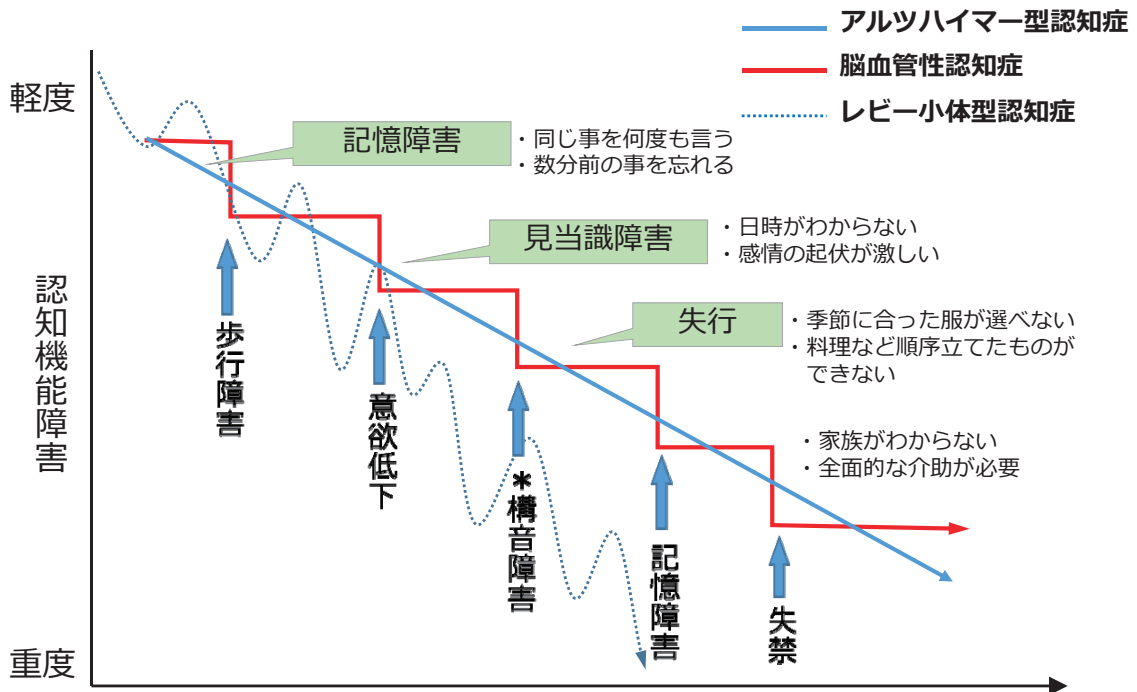 アルツハイマー型認知症
脳血管性認知症
レビー小体型認知症
軽度
認知機能障害
重度
記憶障害
・同じ事を何度も言う
・数分前の事を忘れる
見当識障害
・日時がわからない
・感情の起伏が激しい
失行
・季節に合った服が選べない
・料理など順序立てたものが
できない
・家族がわからない
・全面的な介助が必要
歩行障害
意欲低下
*構音障害
記憶障害
失禁